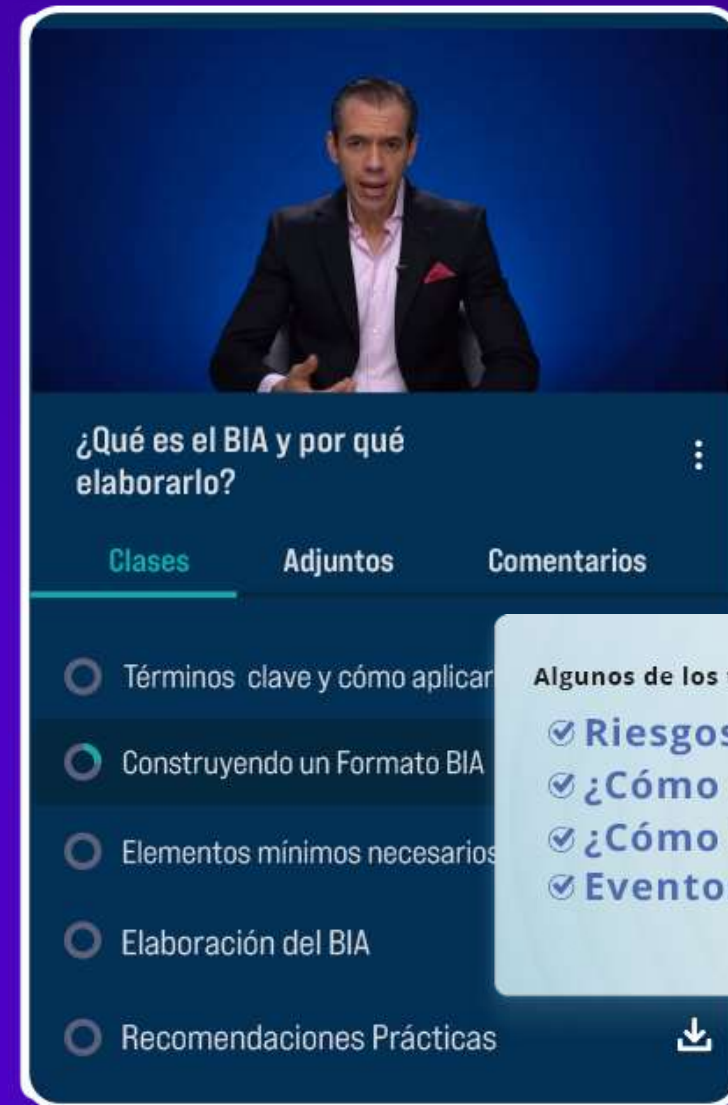 ¿Qué es el BIA y por qué
elaborarlo?
Clases Adjuntos Comentarios
Términos clave y cómo aplicar
Construyendo un Formato BIA
Elementos mínimos necesarios
Elaboración del BIA
Recomendaciones Prácticas
Algunos de los
Riesgos
¿Cómo
¿Cómo
Evento